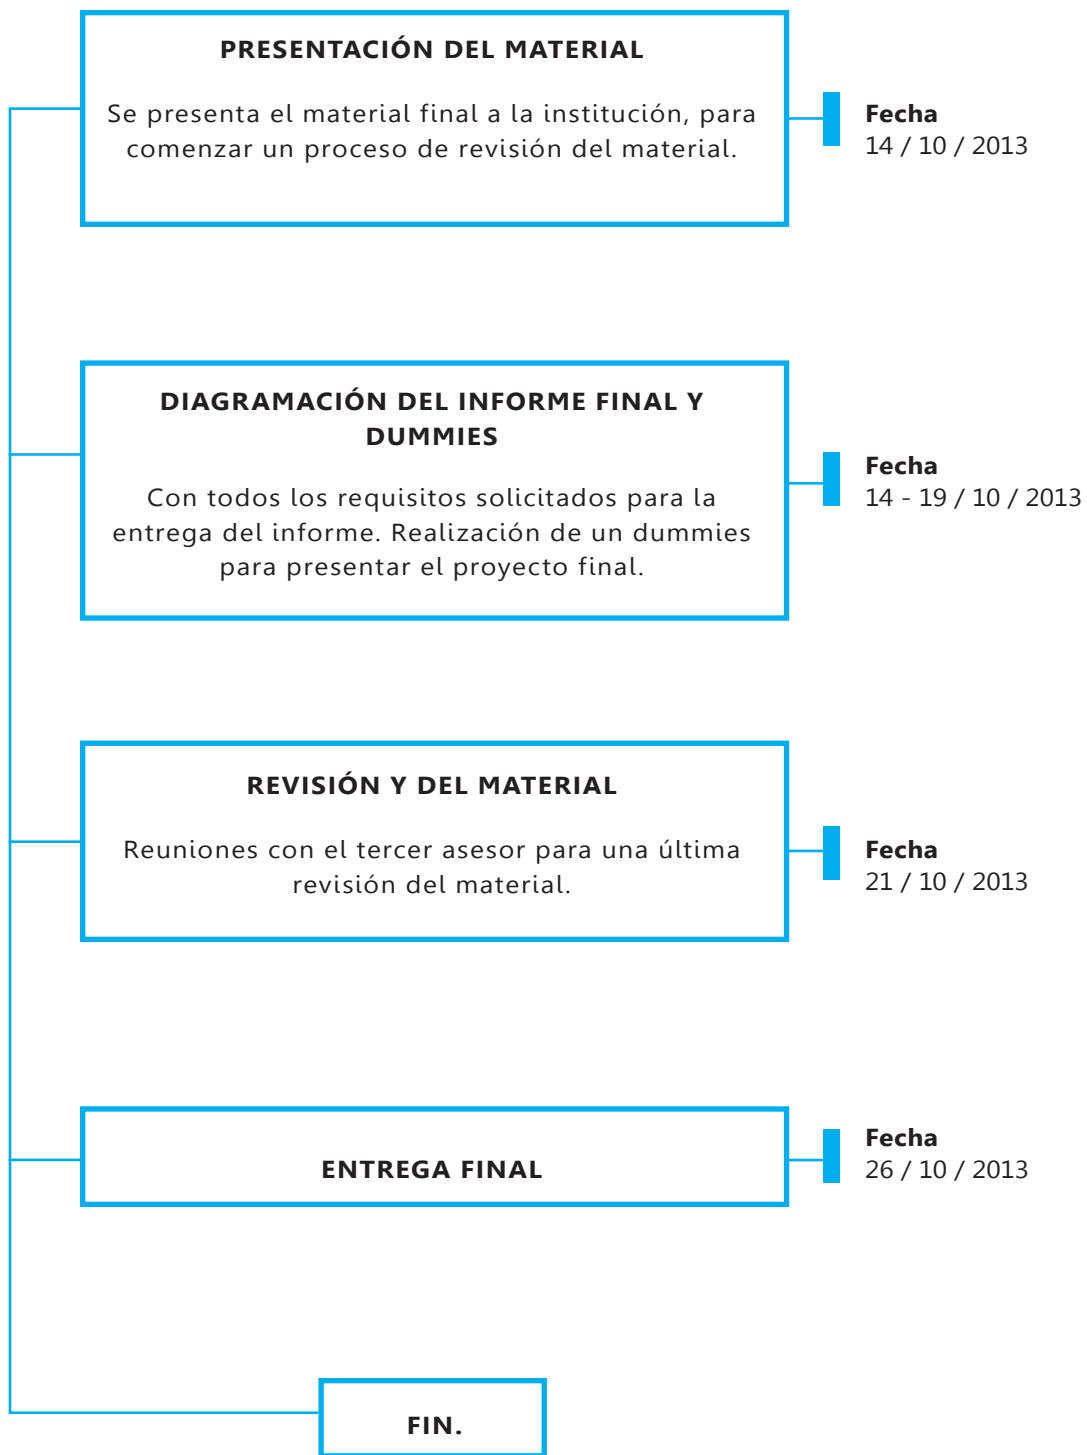 PRESENTACIÓN DEL MATERIAL
Se presenta el material final a la institución, para
comenzar un proceso de revisión del material.
Fecha
14 / 10 / 2013
DIAGRAMACIÓN DEL INFORME FINAL Y
DUMMIES
Con todos los requisitos solicitados para la
entrega del informe. Realización de un dummies
para presentar el proyecto final.
Fecha
14 - 19 / 10 / 2013
REVISIÓN Y DEL MATERIAL
Reuniones con el tercer asesor para una última
revisión del material.
Fecha
21 / 10 / 2013
ENTREGA FINAL
Fecha
26 / 10 / 2013
FIN.